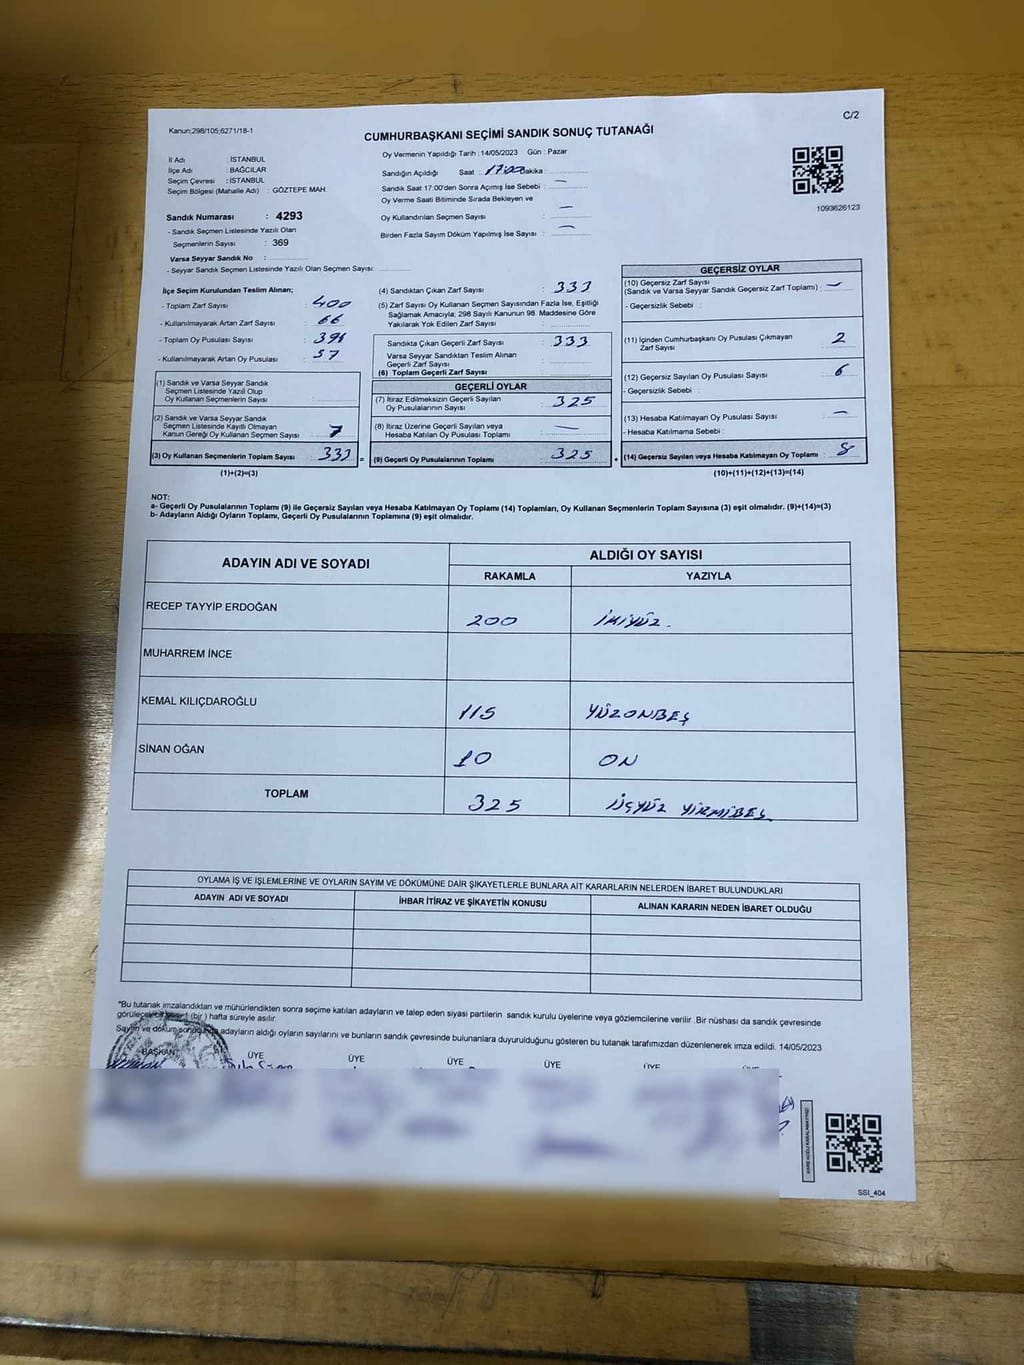 C/2
Kanun;298/105;6271/18-1
CUMHURBAŞKANI SEÇİMİ SANDIK SONUÇ TUTANAĞI
Oy Vermenin Yapıldığı Tarih :14/05/2023 Gün : Pazar
İl Adı : İSTANBUL
İlçe Adı : BAĞCILAR
Seçim Çevresi : İSTANBUL
Seçim Bölgesi (Mahalle Adı) : GÖZTEPE MAH.
Sandığın Açıldığı Saat : 17:00 Dakika :
Sandık Saat 17:00'den Sonra Açımış İse Sebebi : —
Oy Verme Saati Bitiminde Sırada Bekleyen ve
Oy Kullandırılan Seçmen Sayısı : —
Birden Fazla Sayım Döküm Yapılmış İse Sayısı : —
1093626123
Sandık Numarası : 4293
- Sandık Seçmen Listesinde Yazılı Olan
Seçmenlerin Sayısı : 369
Varsa Seyyar Sandık No :
- Seyyar Sandık Seçmen Listesinde Yazılı Olan Seçmen Sayısı:
İlçe Seçim Kurulundan Teslim Alınan;
- Toplam Zarf Sayısı : 400
- Kullanılmayarak Artan Zarf Sayısı : 66
- Toplam Oy Pusulası Sayısı :
- Kullanılmayarak Artan Oy Pusulası : 57
(1) Sandık ve Varsa Seyyar Sandık
Seçmen Listesinde Yazılı Olup
Oy Kullanan Seçmenlerin Sayısı :
(2) Sandık ve Varsa Seyyar Sandık
Seçmen Listesinde Kayıtlı Olmayan
Kanun Gereği Oy Kullanan Seçmen Sayısı : 7
(3) Oy Kullanan Seçmenlerin Toplam Sayısı : 333 =
(1)+(2)=(3)
(4) Sandıktan Çıkan Zarf Sayısı : 333
(5) Zarf Sayısı Oy Kullanan Seçmen Sayısından Fazla İse, Eşitliği
Sağlamak Amacıyla; 298 Sayılı Kanunun 98. Maddesine Göre
Yakılarak Yok Edilen Zarf Sayısı :
Sandıkta Çıkan Geçerli Zarf Sayısı : 333
Varsa Seyyar Sandıktan Teslim Alınan
Geçerli Zarf Sayısı :
(6) Toplam Geçerli Zarf Sayısı :
GEÇERLİ OYLAR
(7) İtiraz Edilmeksizin Geçerli Sayılan
Oy Pusulalarının Sayısı : 325
(8) İtiraz Üzerine Geçerli Sayılan veya
Hesaba Katılan Oy Pusulası Toplamı : —
(9) Geçerli Oy Pusulalarının Toplamı : 325 +
GEÇERSİZ OYLAR
(10) Geçersiz Zarf Sayısı
(Sandık ve Varsa Seyyar Sandık Geçersiz Zarf Toplamı) : —
- Geçersizlik Sebebi :
(11) İçinden Cumhurbaşkanı Oy Pusulası Çıkmayan
Zarf Sayısı : 2
(12) Geçersiz Sayılan Oy Pusulası Sayısı : 6
- Geçersizlik Sebebi :
(13) Hesaba Katılmayan Oy Pusulası Sayısı : —
- Hesaba Katılmama Sebebi :
(14) Geçersiz Sayılan veya Hesaba Katılmayan Oy Toplamı : 8
(10)+(11)+(12)+(13)=(14)
NOT:
a- Geçerli Oy Pusulalarının Toplamı (9) ile Geçersiz Sayılan veya Hesaba Katılmayan Oy Toplamı (14) Toplamları, Oy Kullanan Seçmenlerin Toplam Sayısına (3) eşit olmalıdır. (9)+(14)=(3)
b- Adayların Aldığı Oyların Toplamı, Geçerli Oy Pusulalarının Toplamına (9) eşit olmalıdır.
ADAYIN ADI VE SOYADI
ALDIĞI OY SAYISI
RAKAMLA YAZIYLA
RECEP TAYYİP ERDOĞAN 200 İKİYÜZ.
MUHARREM İNCE
KEMAL KILIÇDAROĞLU 115 YÜZONBEŞ
SİNAN OĞAN 10 ON
TOPLAM 325 ÜÇYÜZ YİRMİBEŞ
OYLAMA İŞ VE İŞLEMLERİNE VE OYLARIN SAYIM VE DÖKÜMÜNE DAİR ŞİKAYETLERLE BUNLARA AİT KARARLARIN NELERDEN İBARET BULUNDUKLARI
ADAYIN ADI VE SOYADI İHBAR İTİRAZ VE ŞİKAYETİN KONUSU ALINAN KARARIN NEDEN İBARET OLDUĞU
*Bu tutanak imzalandıktan ve mühürlendikten sonra seçime katılan adayların ve talep eden siyasi partilerin sandık kurulu üyelerine veya gözlemcilerine verilir .Bir nüshası da sandık çevresinde
görülecek bir yere 1 (bir ) hafta süreyle asılır.
Sayım ve döküm sonucunda adayların aldığı oyların sayılarını ve bunların sandık çevresinde bulunanlara duyurulduğunu gösteren bu tutanak tarafımızdan düzenlenerek imza edildi. 14/05/2023
BAŞKAN ÜYE ÜYE ÜYE ÜYE ÜYE
SSI_404